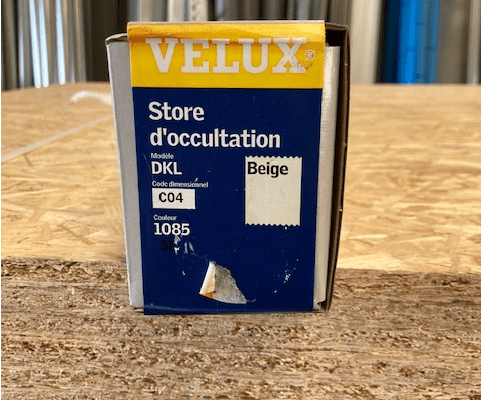 VELUX®
Store
d'occultation
Modèle
DKL
Beige
Code dimensionnel
C04
Couleur
1085